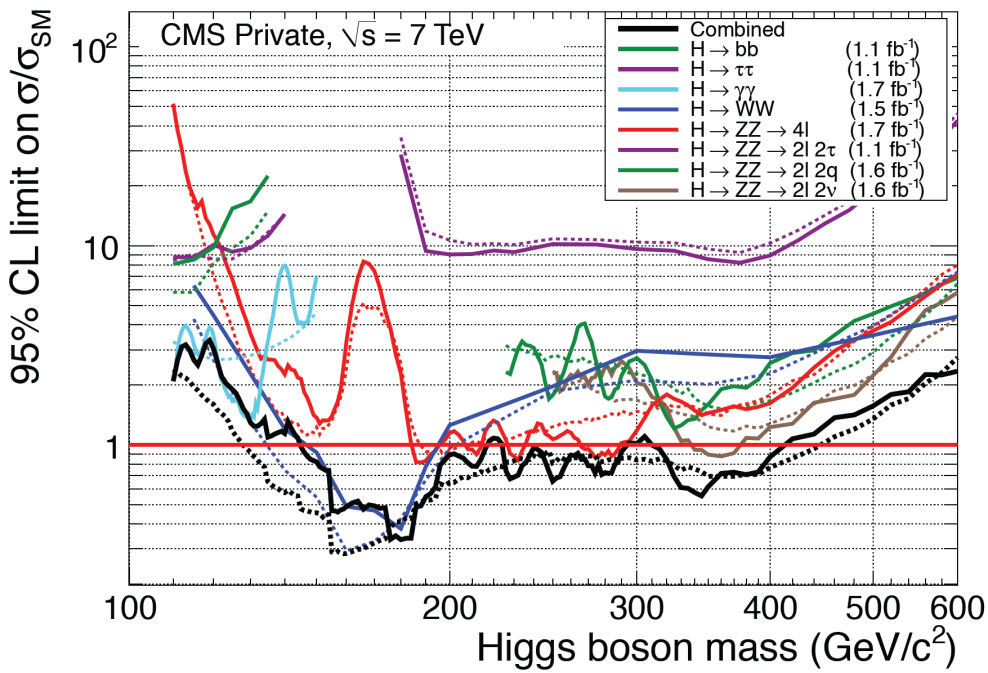 CMS Private, √s = 7 TeV
Combined
H → bb (1.1 fb⁻¹)
H → ττ (1.1 fb⁻¹)
H → γγ (1.7 fb⁻¹)
H → WW (1.5 fb⁻¹)
H → ZZ → 4l (1.7 fb⁻¹)
H → ZZ → 2l 2τ (1.1 fb⁻¹)
H → ZZ → 2l 2q (1.6 fb⁻¹)
H → ZZ → 2l 2ν (1.6 fb⁻¹)
95% CL limit on σ/σSM
10²
10
1
100 200 300 400 500 600
Higgs boson mass (GeV/c²)